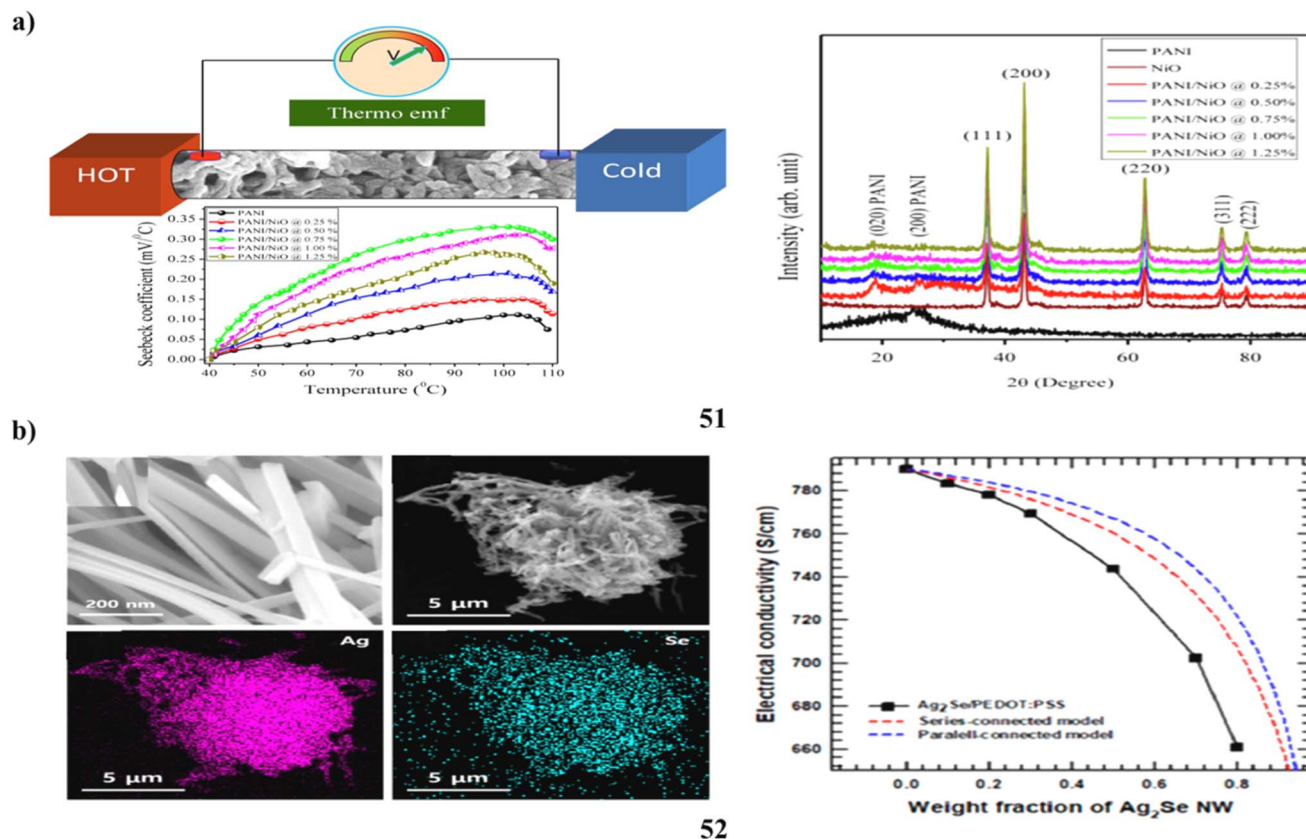 a)
V
Thermo emf
HOT
Cold
Seebeck coefficient (mV/°C)
0.35
0.30
0.25
0.20
0.15
0.10
0.05
0.00
PANI
PANI/NiO @ 0.25 %
PANI/NiO @ 0.50 %
PANI/NiO @ 0.75 %
PANI/NiO @ 1.00 %
PANI/NiO @ 1.25 %
40 50 60 70 80 90 100 110
Temperature (°C)
Intensity (arb. unit)
(020) PANI
(200) PANI
(111)
(200)
(220)
(311)
(222)
PANI
NiO
PANI/NiO @ 0.25%
PANI/NiO @ 0.50%
PANI/NiO @ 0.75%
PANI/NiO @ 1.00%
PANI/NiO @ 1.25%
20 40 60 80
2θ (Degree)
51
b)
200 nm
5 μm
Ag
5 μm
Se
5 μm
Electrical conductivity (S/cm)
780
760
740
720
700
680
660
Ag₂Se/PEDOT:PSS
Series-connected model
Paralell-connected model
0.0 0.2 0.4 0.6 0.8
Weight fraction of Ag₂Se NW
52